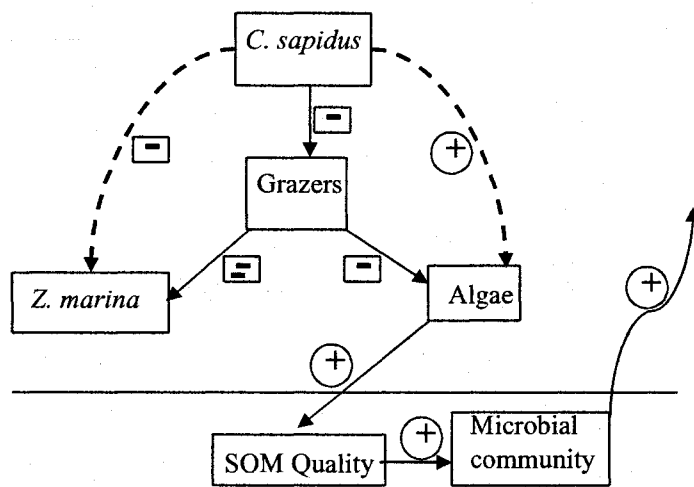 C. sapidus
-
-
+
Grazers
-
-
-
Z. marina
Algae
+
+
SOM Quality
+
Microbial
community